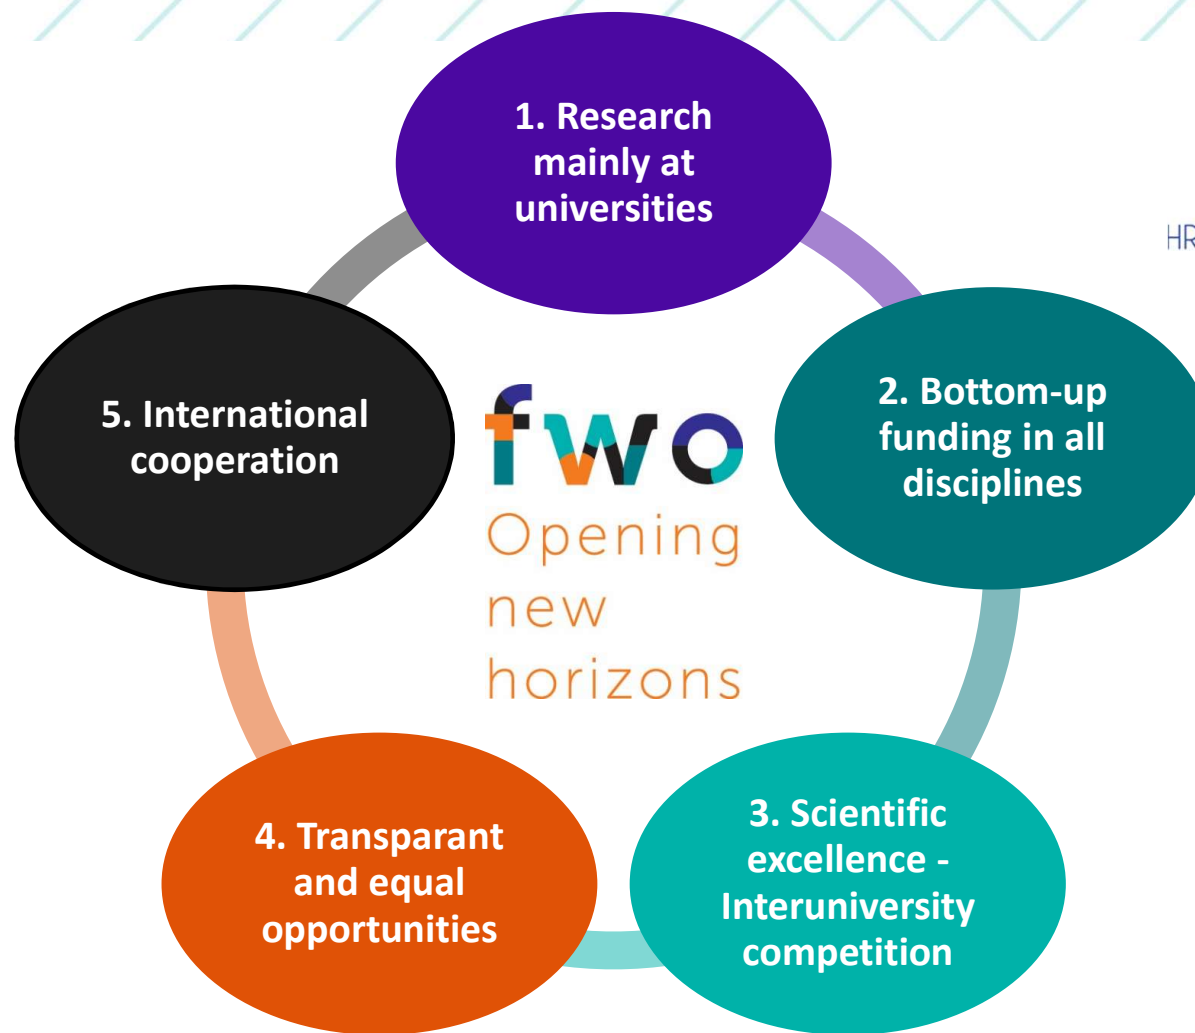 1. Research
mainly at
universities
HR
2. Bottom-up
funding in all
disciplines
3. Scientific
excellence -
Interuniversity
competition
4. Transparant
and equal
opportunities
5. International
cooperation
fwo
Opening
new
horizons